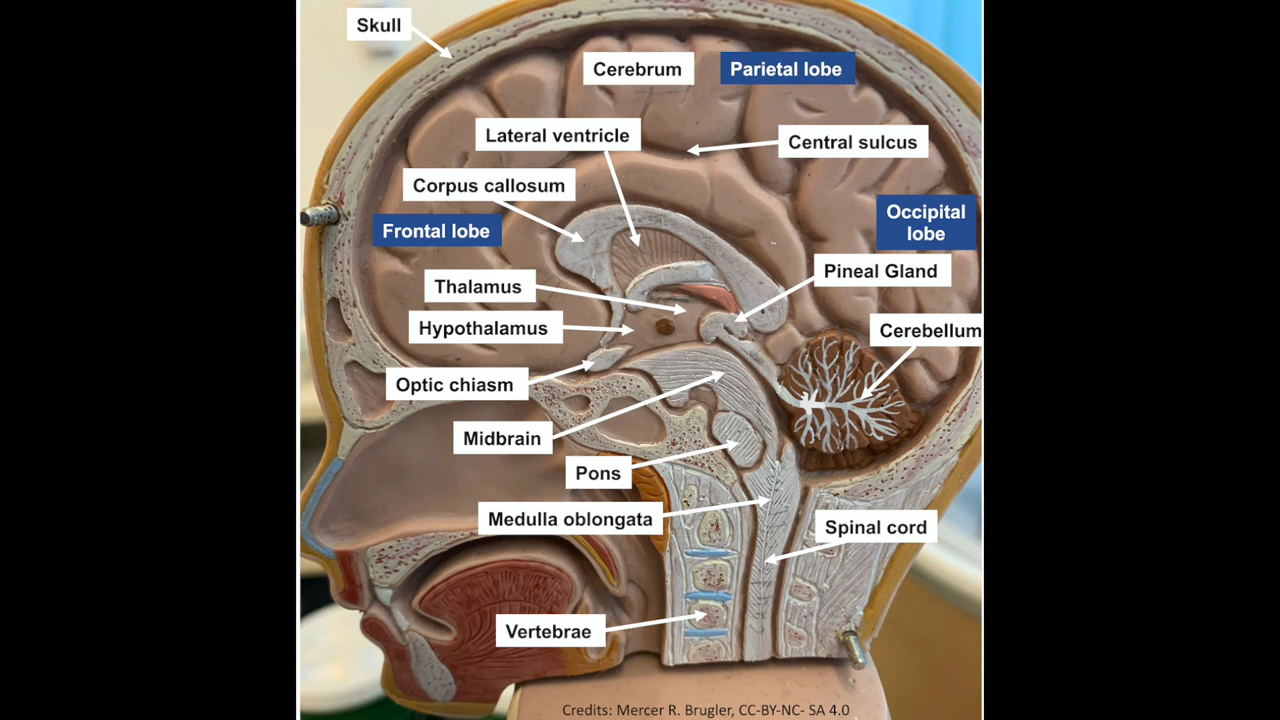 Skull
Cerebrum
Parietal lobe
Lateral ventricle
Central sulcus
Corpus callosum
Frontal lobe
Occipital
lobe
Pineal Gland
Thalamus
Hypothalamus
Cerebellum
Optic chiasm
Midbrain
Pons
Medulla oblongata
Spinal cord
Vertebrae
Credits: Mercer R. Brugler, CC-BY-NC- SA 4.0